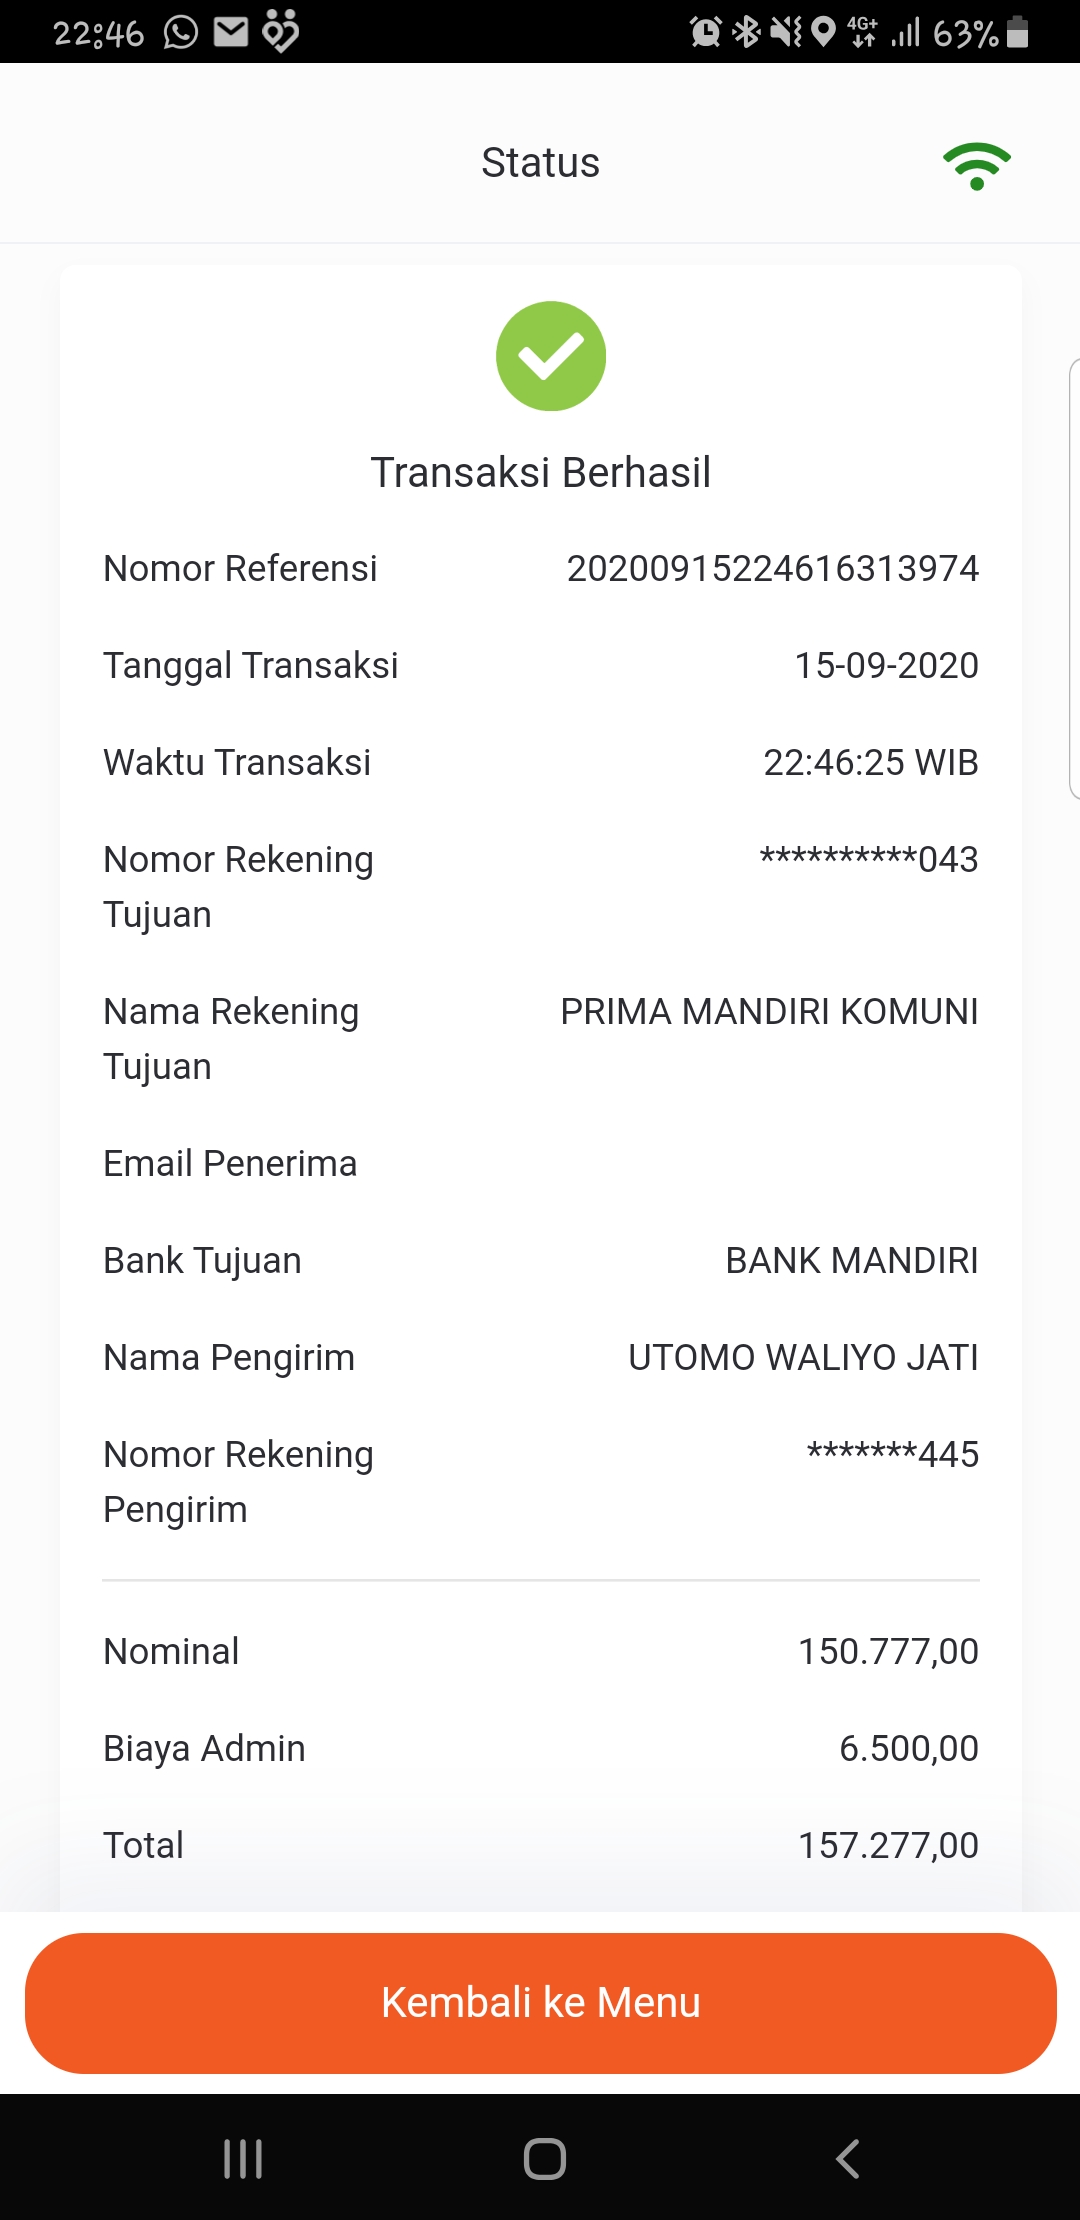 22:46
4G+
63%
Status
Transaksi Berhasil
Nomor Referensi 20200915224616313974
Tanggal Transaksi 15-09-2020
Waktu Transaksi 22:46:25 WIB
Nomor Rekening **********043
Tujuan
Nama Rekening PRIMA MANDIRI KOMUNI
Tujuan
Email Penerima
Bank Tujuan BANK MANDIRI
Nama Pengirim UTOMO WALIYO JATI
Nomor Rekening *******445
Pengirim
Nominal 150.777,00
Biaya Admin 6.500,00
Total 157.277,00
Kembali ke Menu